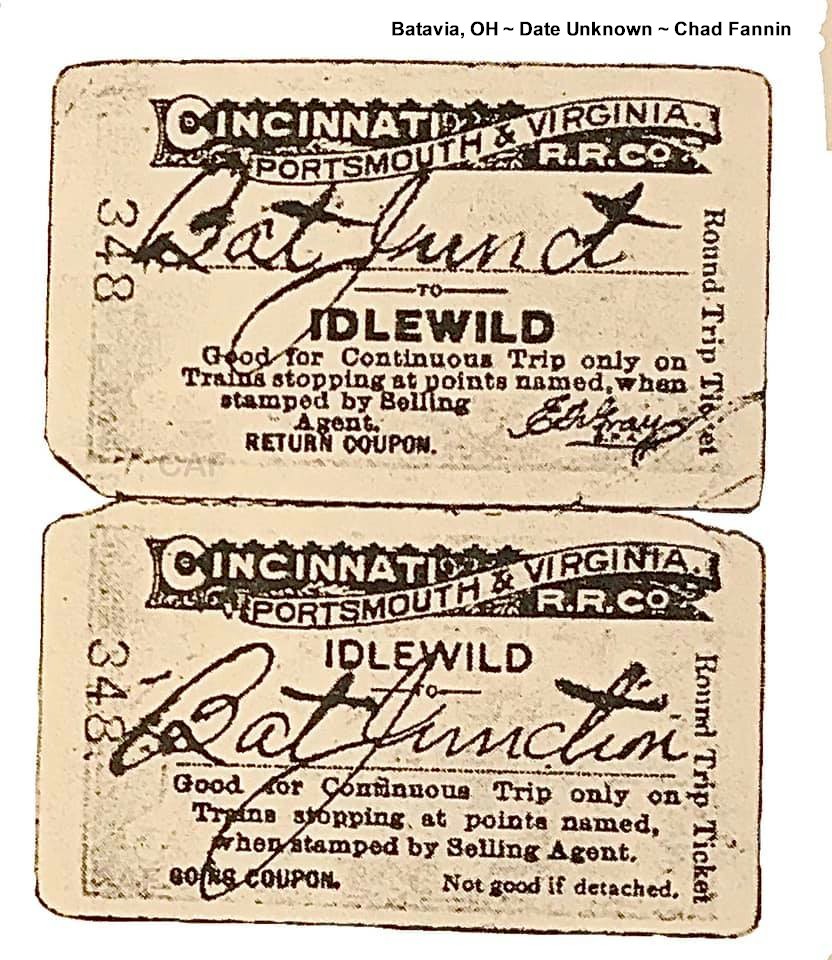 Batavia, OH ~ Date Unknown ~ Chad Fannin
CINCINNATI
PORTSMOUTH & VIRGINIA.
R.R.CO
348
Bat Junct
TO
IDLEWILD
Good for Continuous Trip only on
Trains stopping at points named, when
stamped by Selling
Agent.
RETURN COUPON.
Round Trip Ticket
CAF
CINCINNATI
PORTSMOUTH & VIRGINIA.
R.R.CO
348
IDLEWILD
TO
Bat Junction
Good for Continuous Trip only on
Trains stopping at points named,
when stamped by Selling Agent.
GOING COUPON.
Not good if detached.
Round Trip Ticket